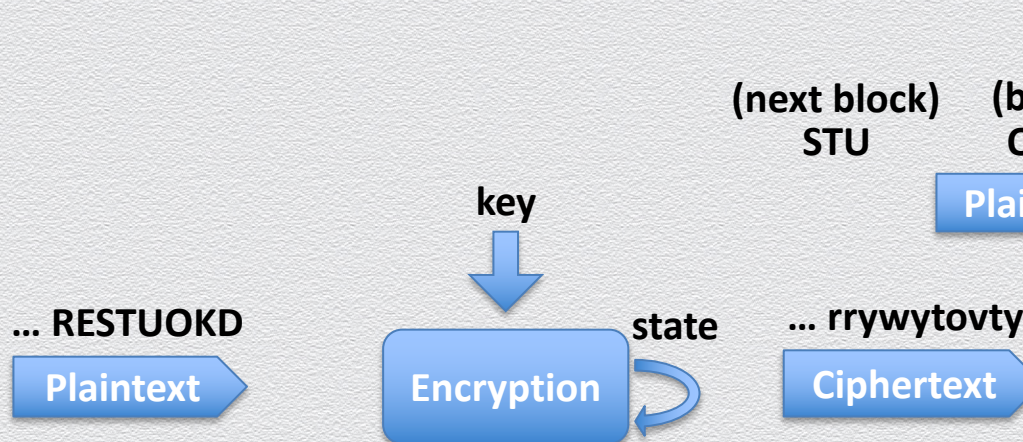 (next block)
STU
key
... RESTUOKD
state
... rrywytovty
Plaintext
Encryption
Ciphertext